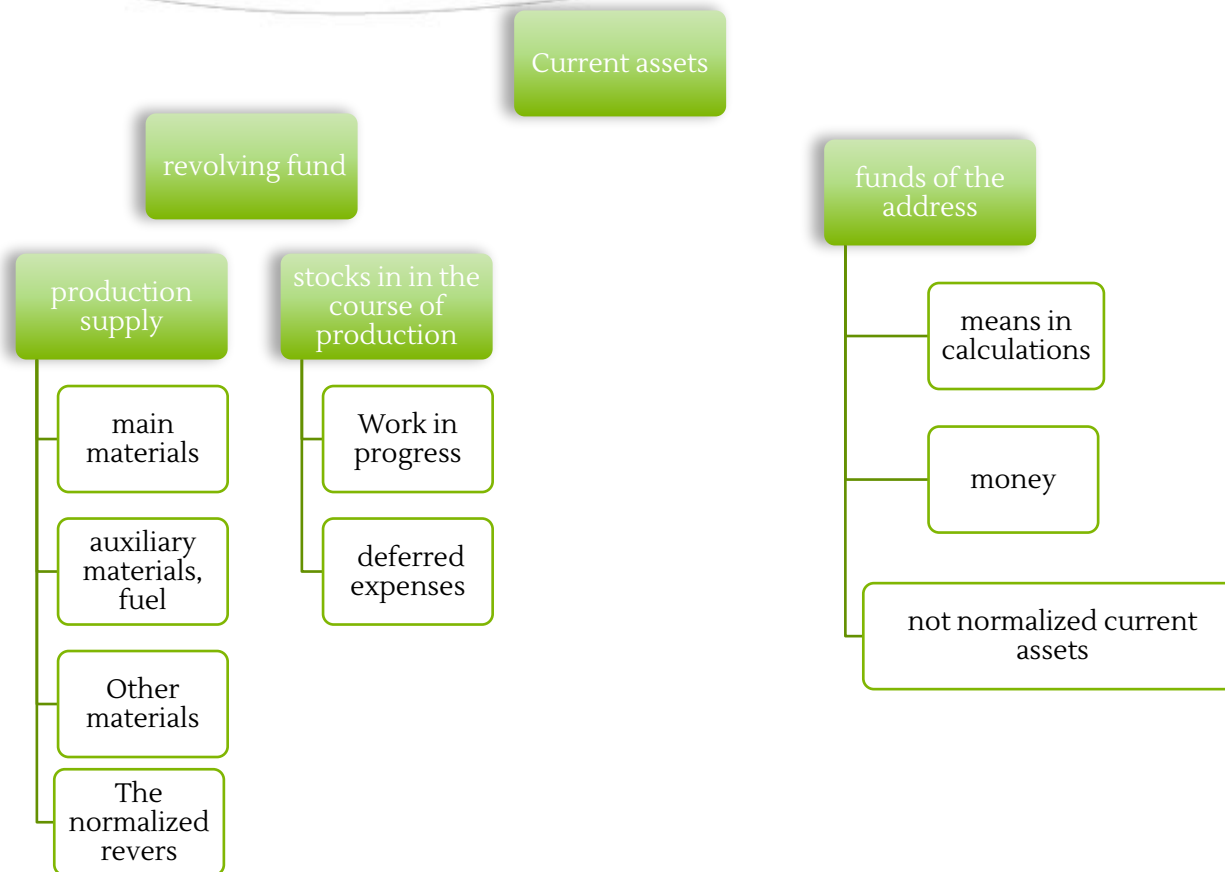 Current assets
revolving fund
funds of the
address
production
supply
stocks in in the
course of
production
means in
calculations
main
materials
Work in
progress
money
auxiliary
materials,
fuel
deferred
expenses
not normalized current
assets
Other
materials
The
normalized
revers